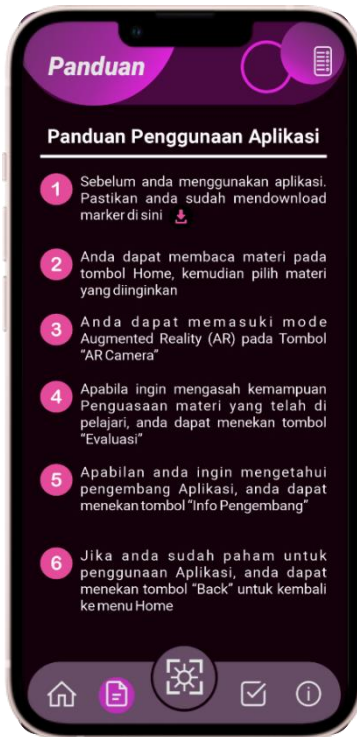 Panduan
Panduan Penggunaan Aplikasi
1 Sebelum anda menggunakan aplikasi.
Pastikan anda sudah mendownload
marker di sini
2 Anda dapat membaca materi pada
tombol Home, kemudian pilih materi
yang diinginkan
3 Anda dapat memasuki mode
Augmented Reality (AR) pada Tombol
"AR Camera"
4 Apabila ingin mengasah kemampuan
Penguasaan materi yang telah di
pelajari, anda dapat menekan tombol
"Evaluasi"
5 Apabilan anda ingin mengetahui
pengembang Aplikasi, anda dapat
menekan tombol "Info Pengembang"
6 Jika anda sudah paham untuk
penggunaan Aplikasi, anda dapat
menekan tombol "Back" untuk kembali
ke menu Home